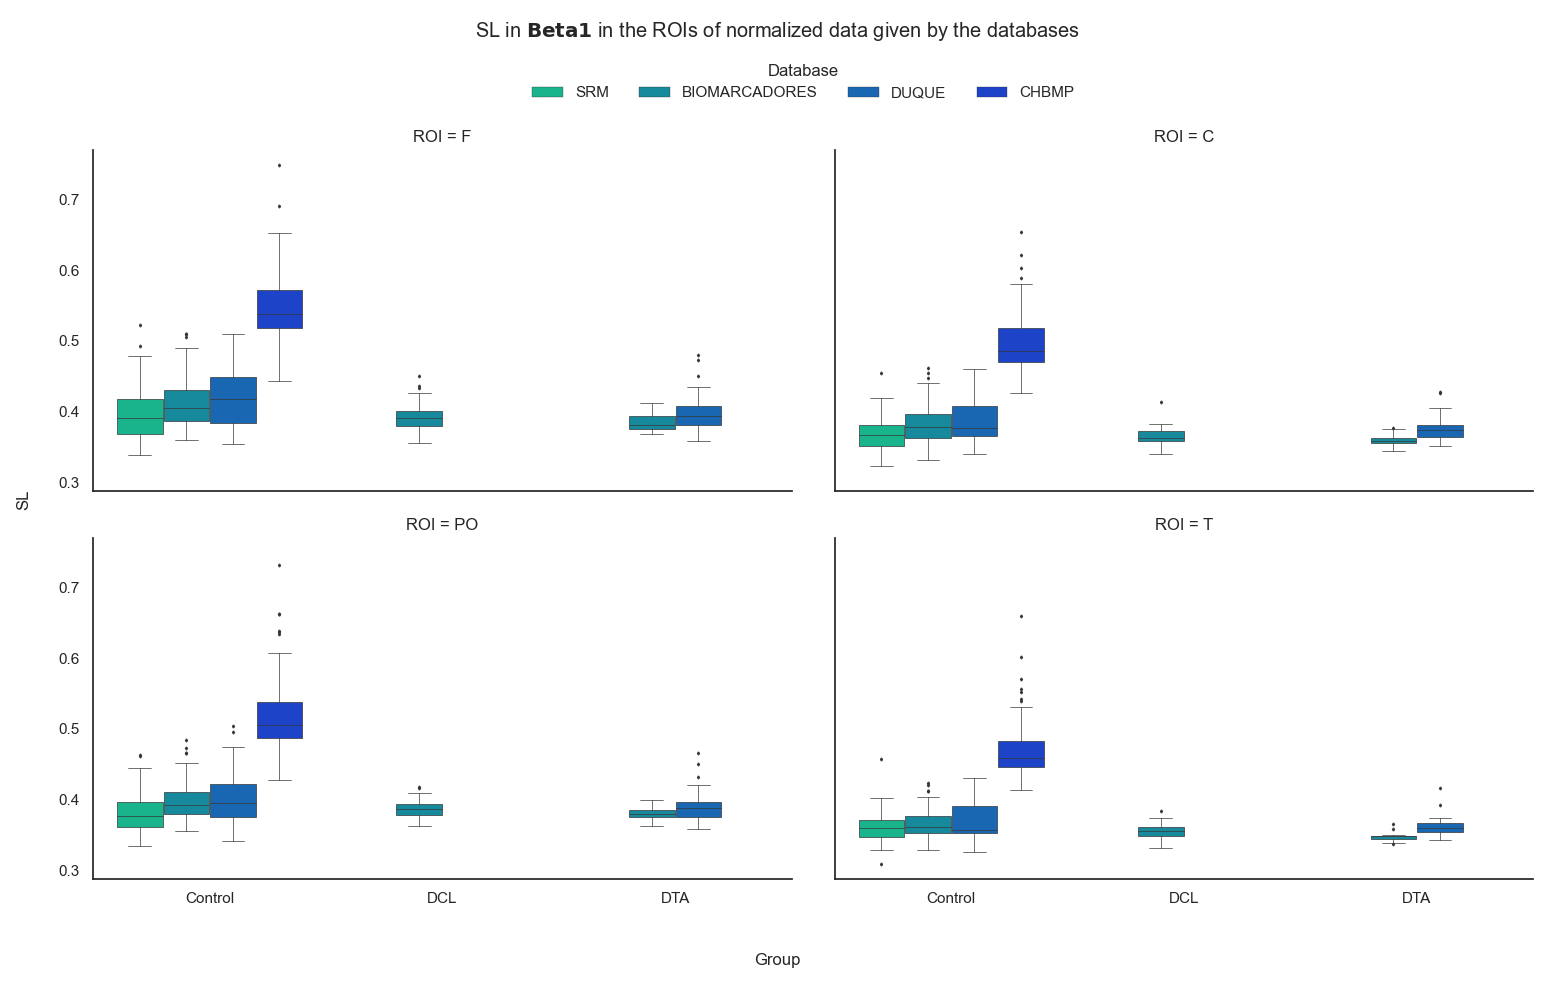 SL in Beta1 in the ROIs of normalized data given by the databases
Database
SRM BIOMARCADORES DUQUE CHBMP
ROI = F
0.7
0.6
0.5
0.4
0.3
ROI = C
SL
ROI = PO
0.7
0.6
0.5
0.4
0.3
Control DCL DTA
ROI = T
Control DCL DTA
Group